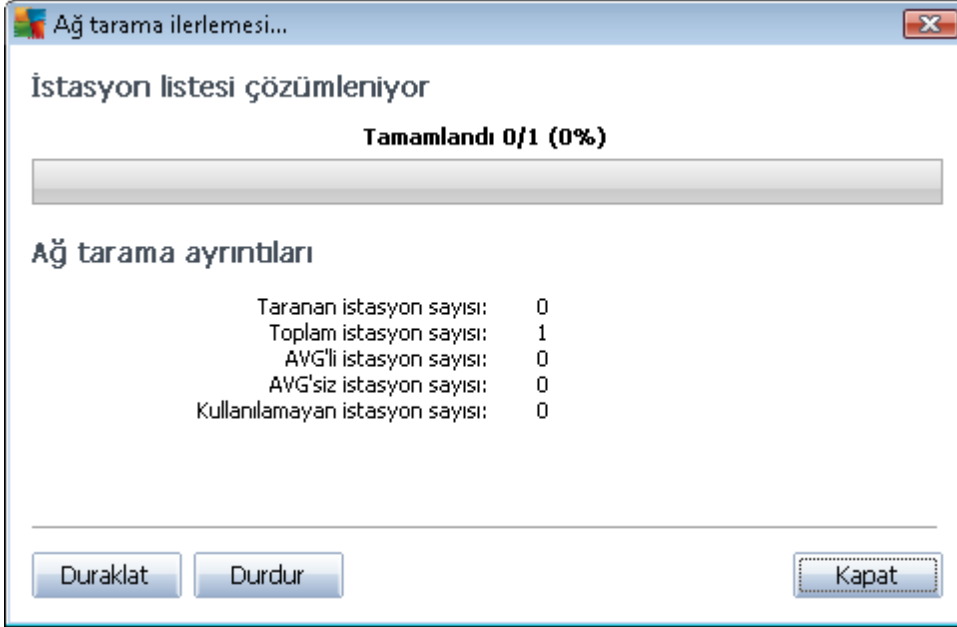 Ağ tarama ilerlemesi...
İstasyon listesi çözümleniyor
Tamamlandı 0/1 (0%)
Ağ tarama ayrıntıları
Taranan istasyon sayısı: 0
Toplam istasyon sayısı: 1
AVG'li istasyon sayısı: 0
AVG'siz istasyon sayısı: 0
Kullanılamayan istasyon sayısı: 0
Duraklat Durdur Kapat